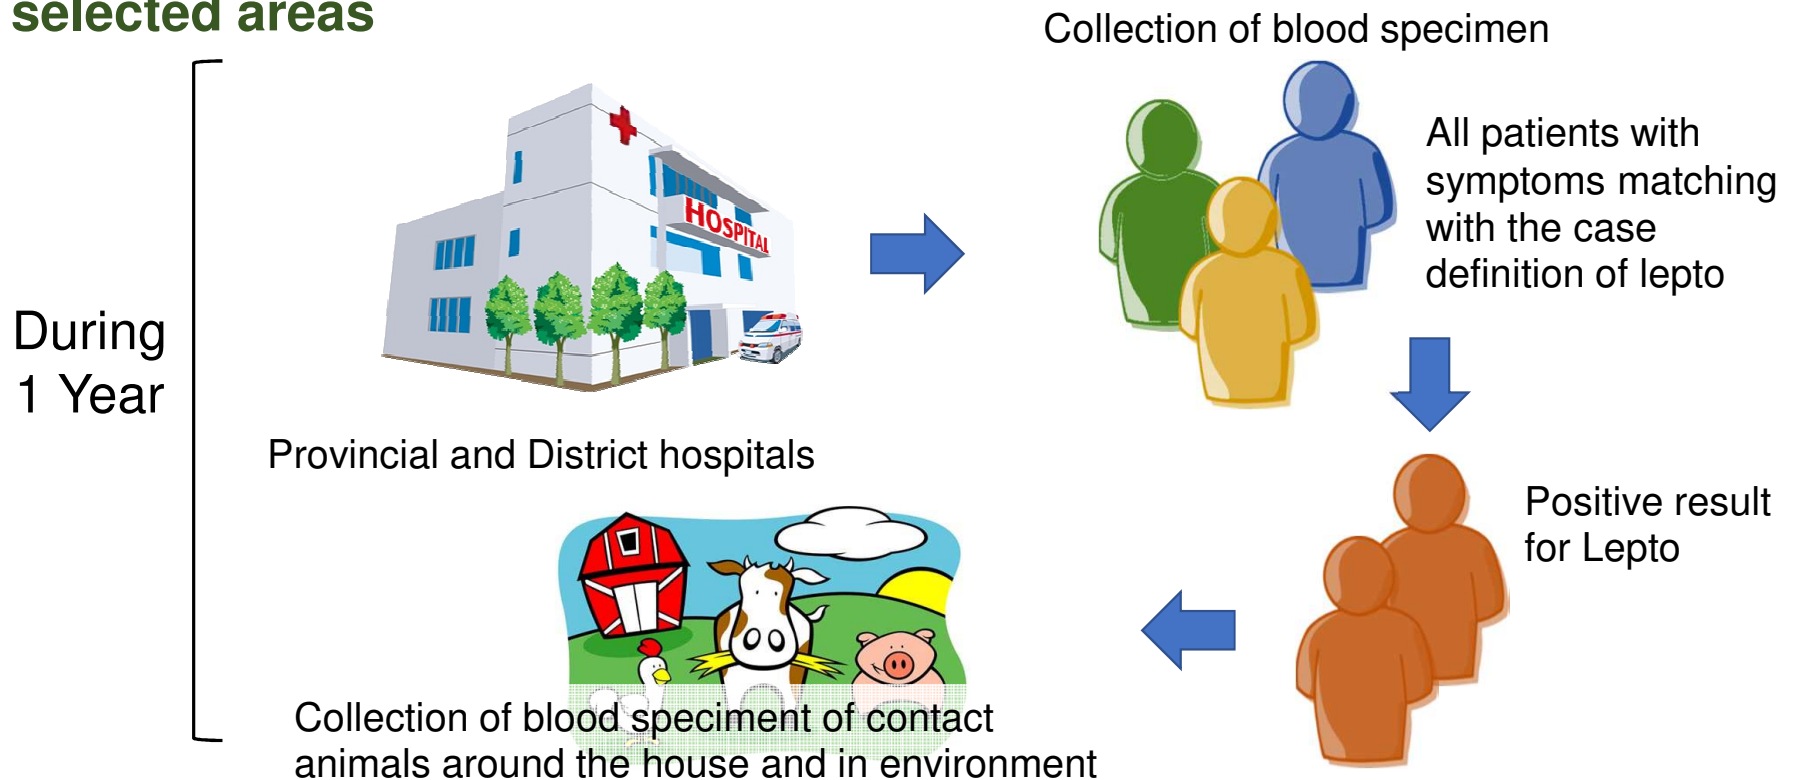 selected areas
Collection of blood specimen
HOSPITAL
All patients with
symptoms matching
with the case
definition of lepto
During
1 Year
Provincial and District hospitals
Positive result
for Lepto
Collection of blood speciment of contact
animals around the house and in environment